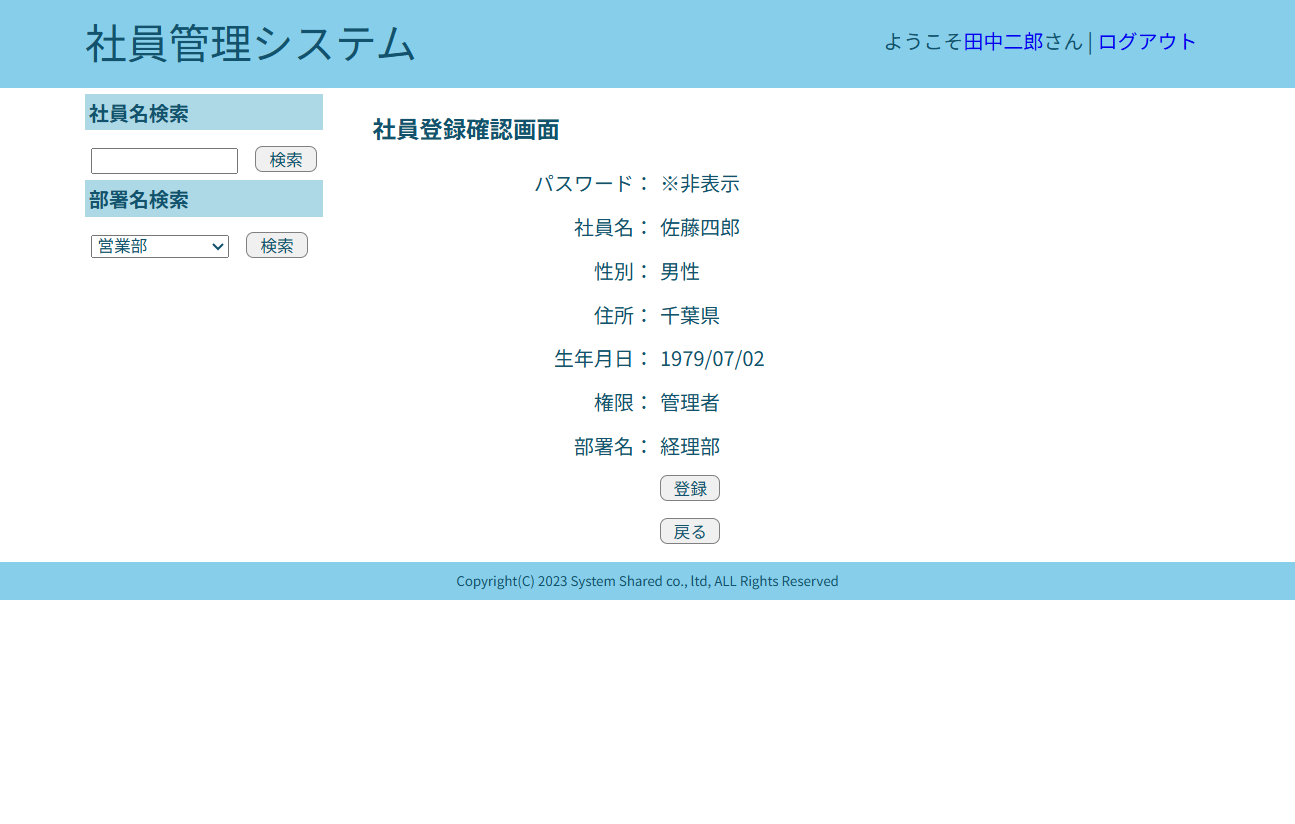 社員管理システム
ようこそ田中二郎さん│ログアウト
社員名検索
検索
部署名検索
営業部 検索
社員登録確認画面
パスワード： ※非表示
社員名： 佐藤四郎
性別： 男性
住所： 千葉県
生年月日： 1979/07/02
権限： 管理者
部署名： 経理部
登録
戻る
Copyright(C) 2023 System Shared co., ltd, ALL Rights Reserved